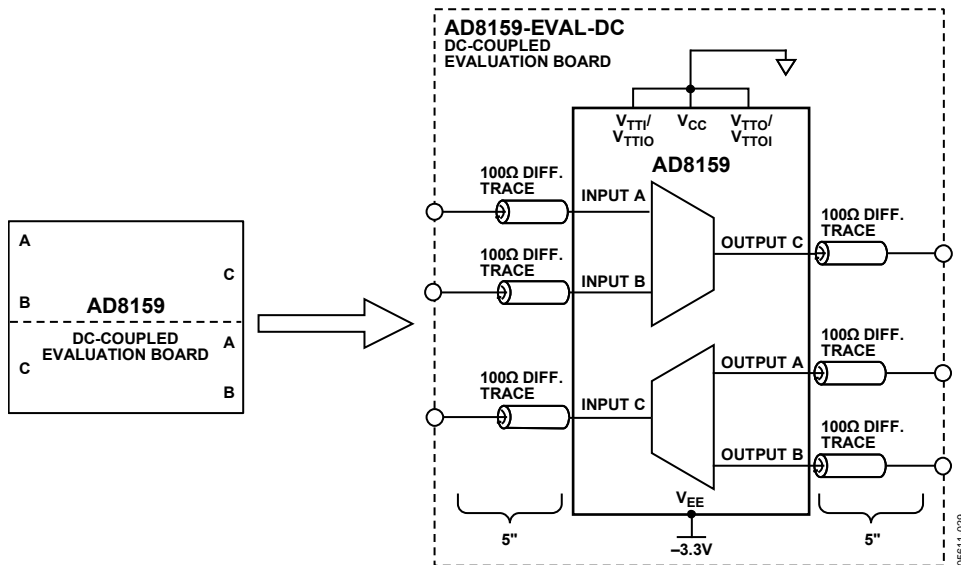 A
B
C
AD8159
DC-COUPLED
EVALUATION BOARD
C
A
B
AD8159-EVAL-DC
DC-COUPLED
EVALUATION BOARD
VTTI/
VTTIO
VCC
VTTO/
VTTOI
AD8159
100Ω DIFF.
TRACE
INPUT A
100Ω DIFF.
TRACE
INPUT B
100Ω DIFF.
TRACE
INPUT C
OUTPUT C
100Ω DIFF.
TRACE
OUTPUT A
100Ω DIFF.
TRACE
OUTPUT B
100Ω DIFF.
TRACE
VEE
–3.3V
5"
5"
05611-029